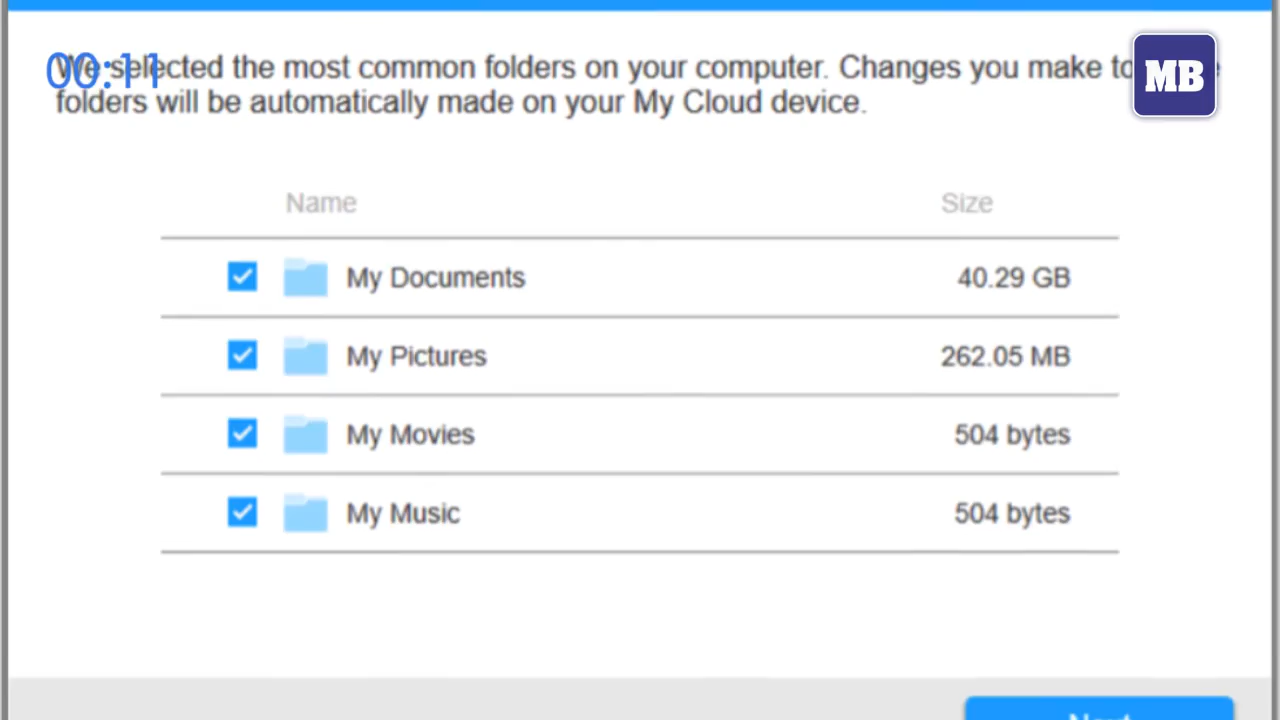 00:11
We selected the most common folders on your computer. Changes you make to
MB
folders will be automatically made on your My Cloud device.
Name Size
My Documents 40.29 GB
My Pictures 262.05 MB
My Movies 504 bytes
My Music 504 bytes
Next